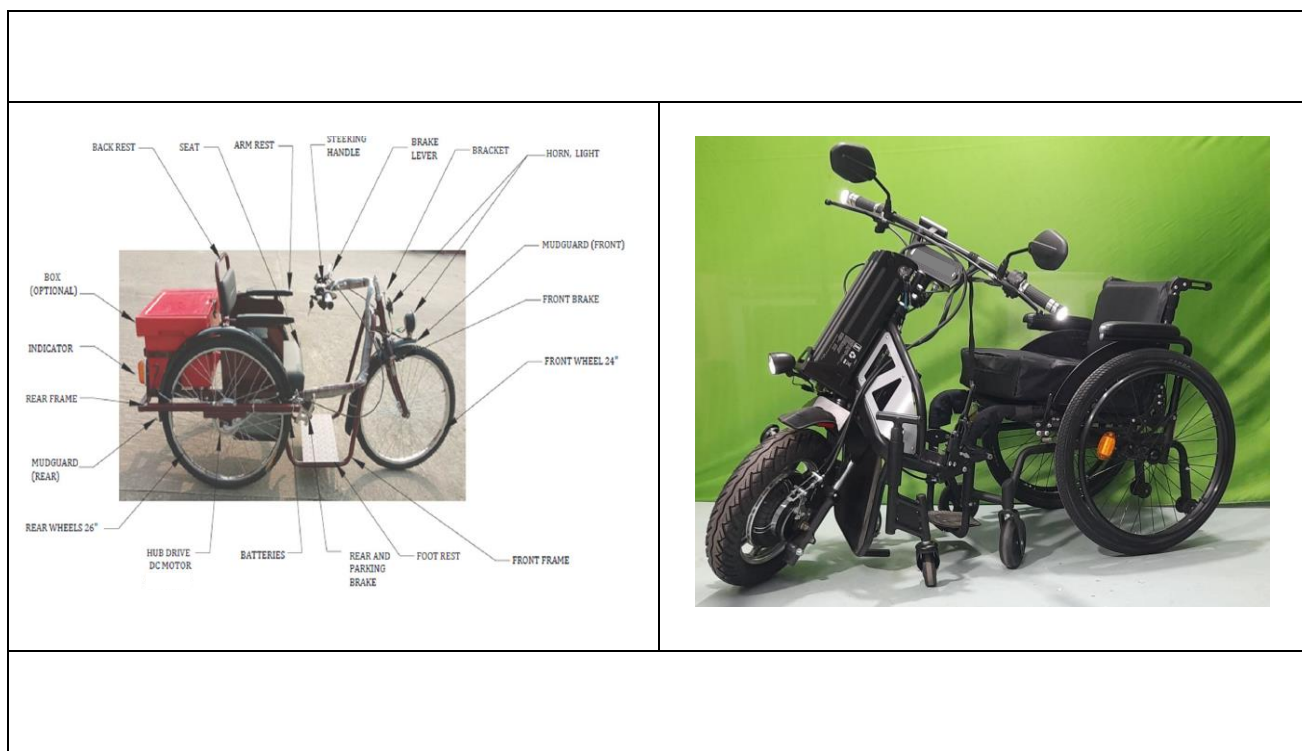 BACK REST
SEAT
ARM REST
STEERING
HANDLE
BRAKE
LEVER
BRACKET
HORN, LIGHT
MUDGUARD (FRONT)
BOX
(OPTIONAL)
FRONT BRAKE
INDICATOR
FRONT WHEEL 24"
REAR FRAME
MUDGUARD
(REAR)
REAR WHEELS 26"
HUB DRIVE
DC MOTOR
BATTERIES
REAR AND
PARKING
BRAKE
FOOT REST
FRONT FRAME